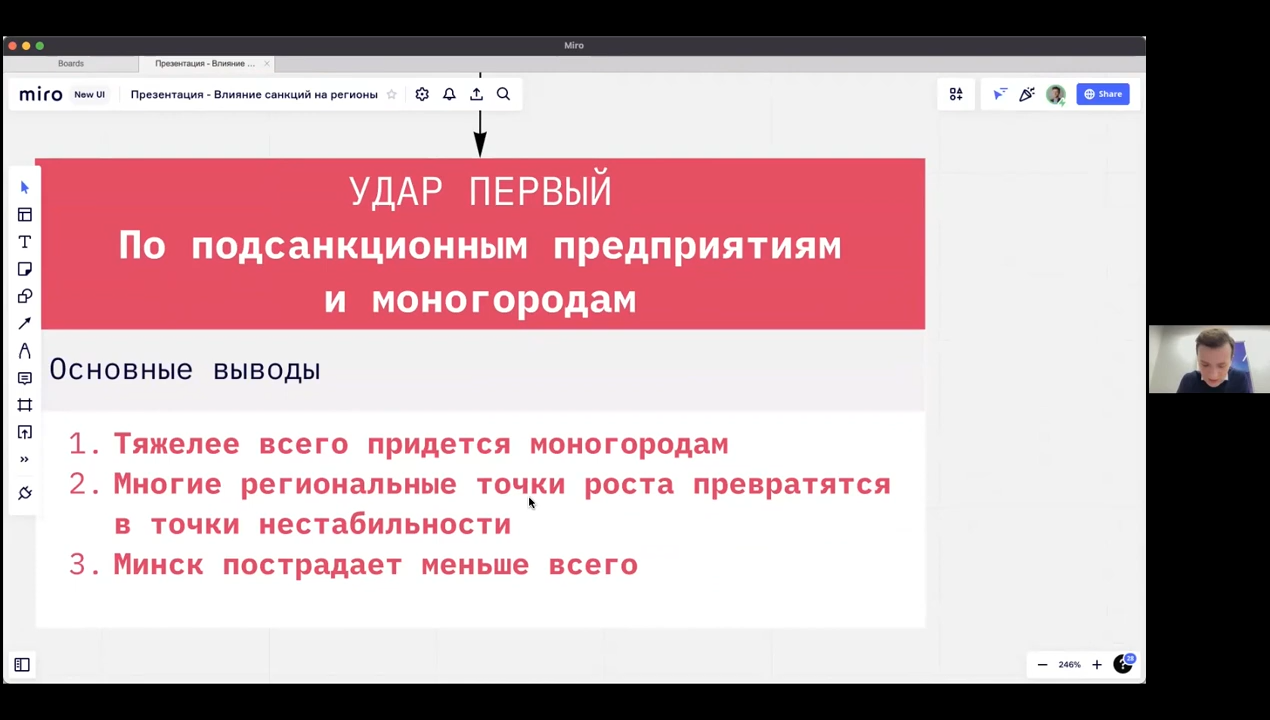 Miro
Boards
Презентация - Влияние ...
miro
New UI
Презентация - Влияние санкций на регионы
Share
УДАР ПЕРВЫЙ
По подсанкционным предприятиям
и моногородам
Основные выводы
1. Тяжелее всего придется моногородам
2. Многие региональные точки роста превратятся
в точки нестабильности
3. Минск пострадает меньше всего
246%